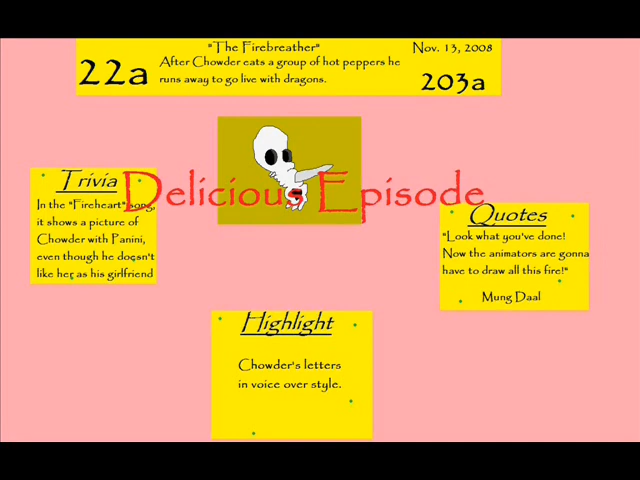 22a
"The Firebreather"
After Chowder eats a group of hot peppers he
runs away to go live with dragons.
Nov. 13, 2008
203a
Delicious Episode
Trivia
In the "Fireheart" song,
it shows a picture of
Chowder with Panini,
even though he doesn't
like her as his girlfriend
Quotes
"Look what you've done!
Now the animators are gonna
have to draw all this fire!"
Mung Daal
Highlight
Chowder's letters
in voice over style.